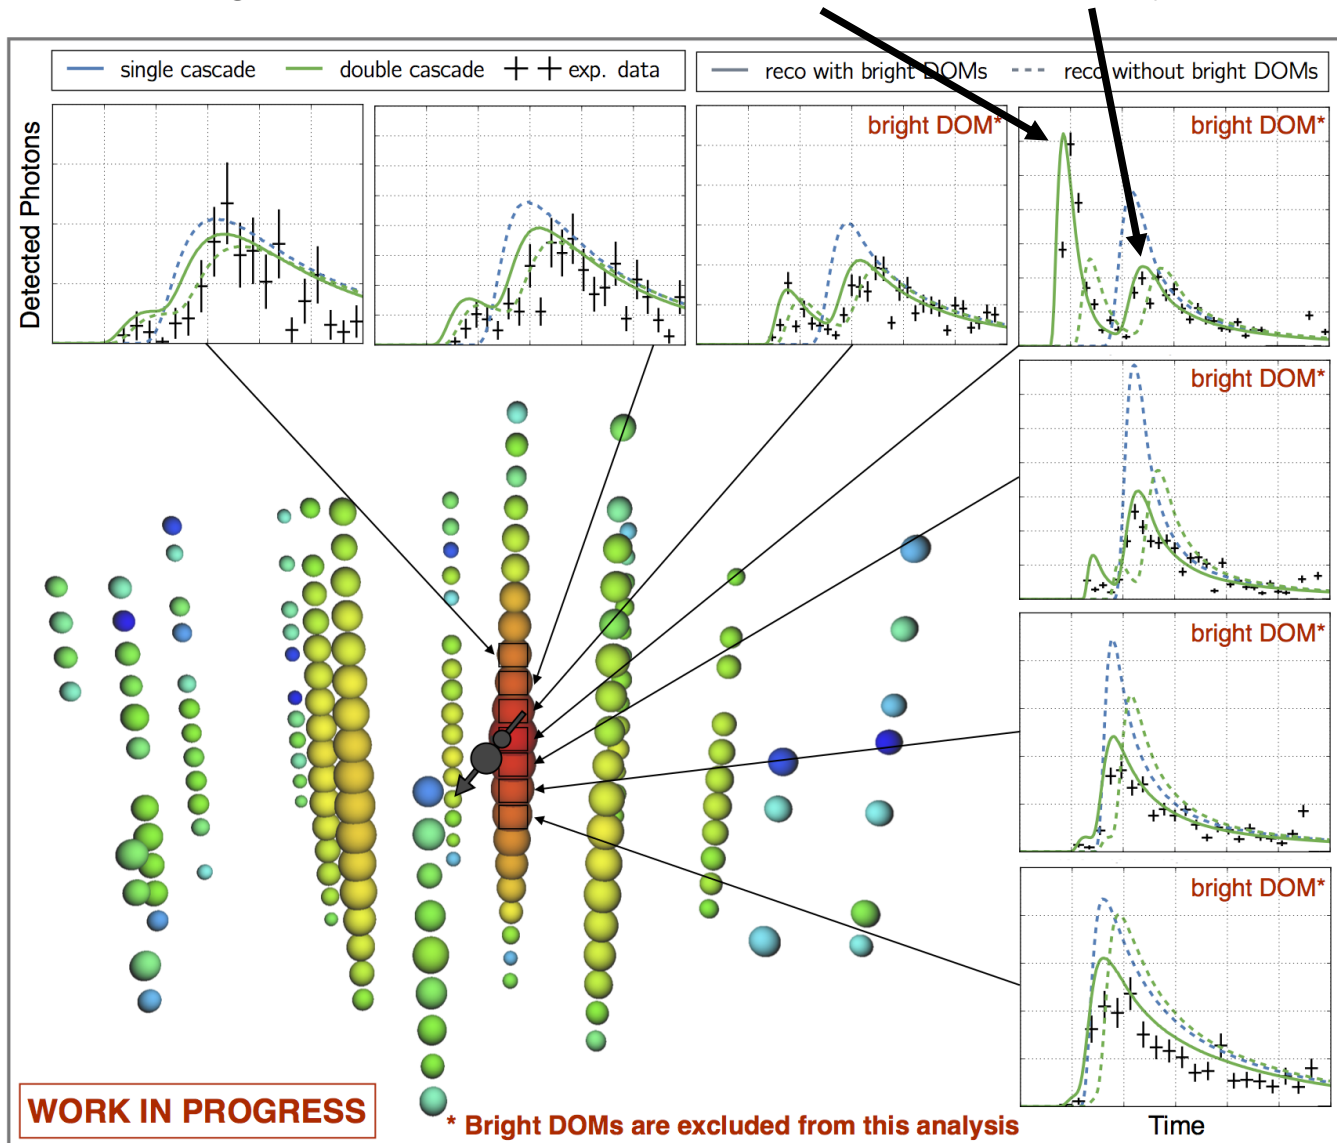 single cascade double cascade exp. data
reco with bright DOMs reco without bright DOMs
Detected Photons
bright DOM*
bright DOM*
bright DOM*
bright DOM*
bright DOM*
WORK IN PROGRESS
* Bright DOMs are excluded from this analysis
Time